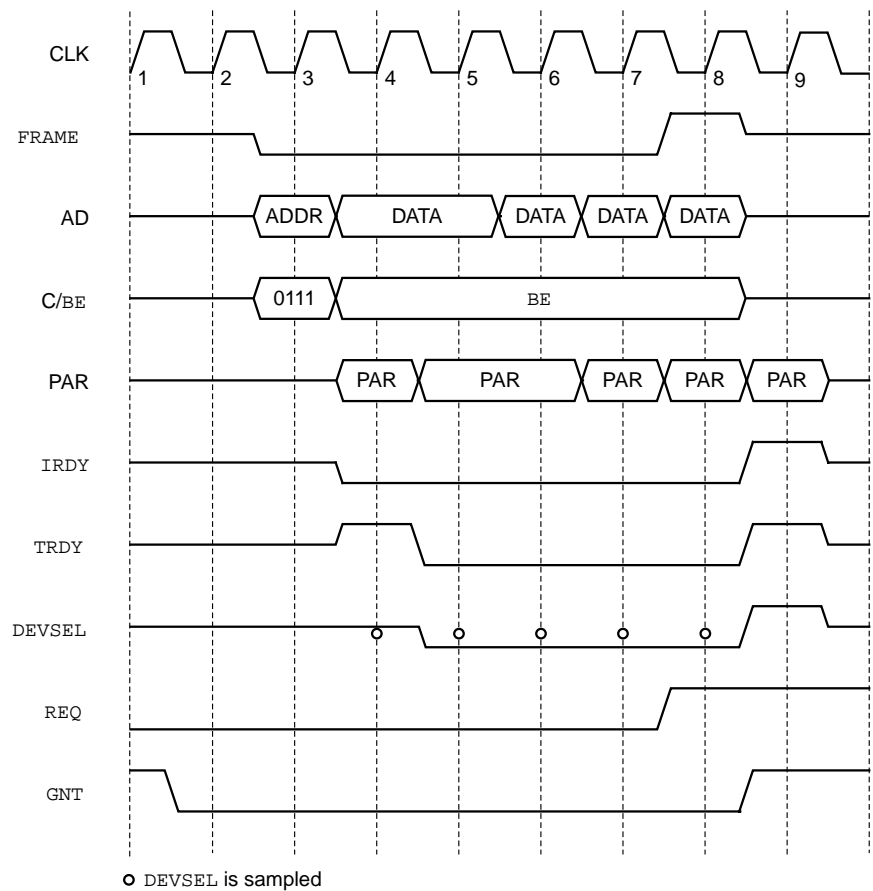 CLK
1 2 3 4 5 6 7 8 9
FRAME
AD ADDR DATA DATA DATA DATA
C/BE 0111 BE
PAR PAR PAR PAR PAR PAR
IRDY
TRDY
DEVSEL
REQ
GNT
DEVSEL is sampled